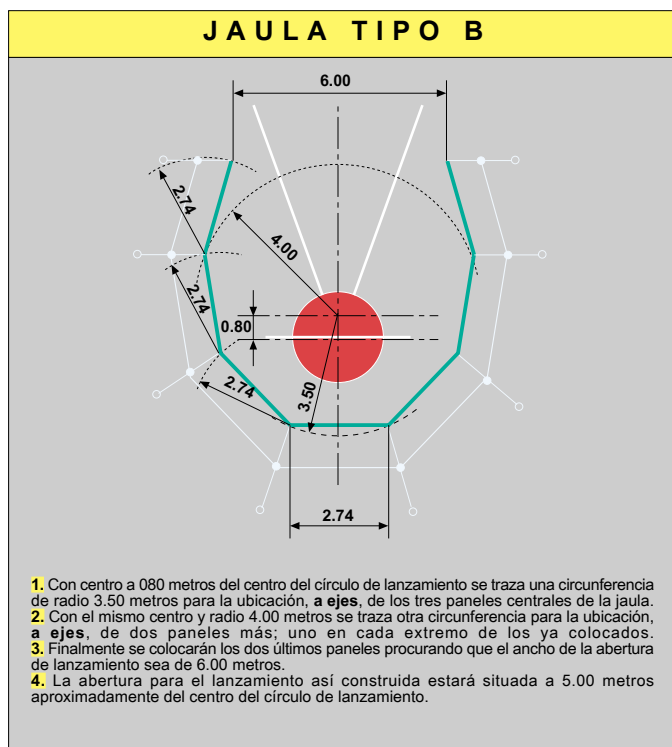 JAULA TIPO B
6.00
2.74
4.00
2.74
0.80
2.74
3.50
2.74
1. Con centro a 080 metros del centro del círculo de lanzamiento se traza una circunferencia
de radio 3.50 metros para la ubicación, a ejes, de los tres paneles centrales de la jaula.
2. Con el mismo centro y radio 4.00 metros se traza otra circunferencia para la ubicación,
a ejes, de dos paneles más; uno en cada extremo de los ya colocados.
3. Finalmente se colocarán los dos últimos paneles procurando que el ancho de la abertura
de lanzamiento sea de 6.00 metros.
4. La abertura para el lanzamiento así construida estará situada a 5.00 metros
aproximadamente del centro del círculo de lanzamiento.